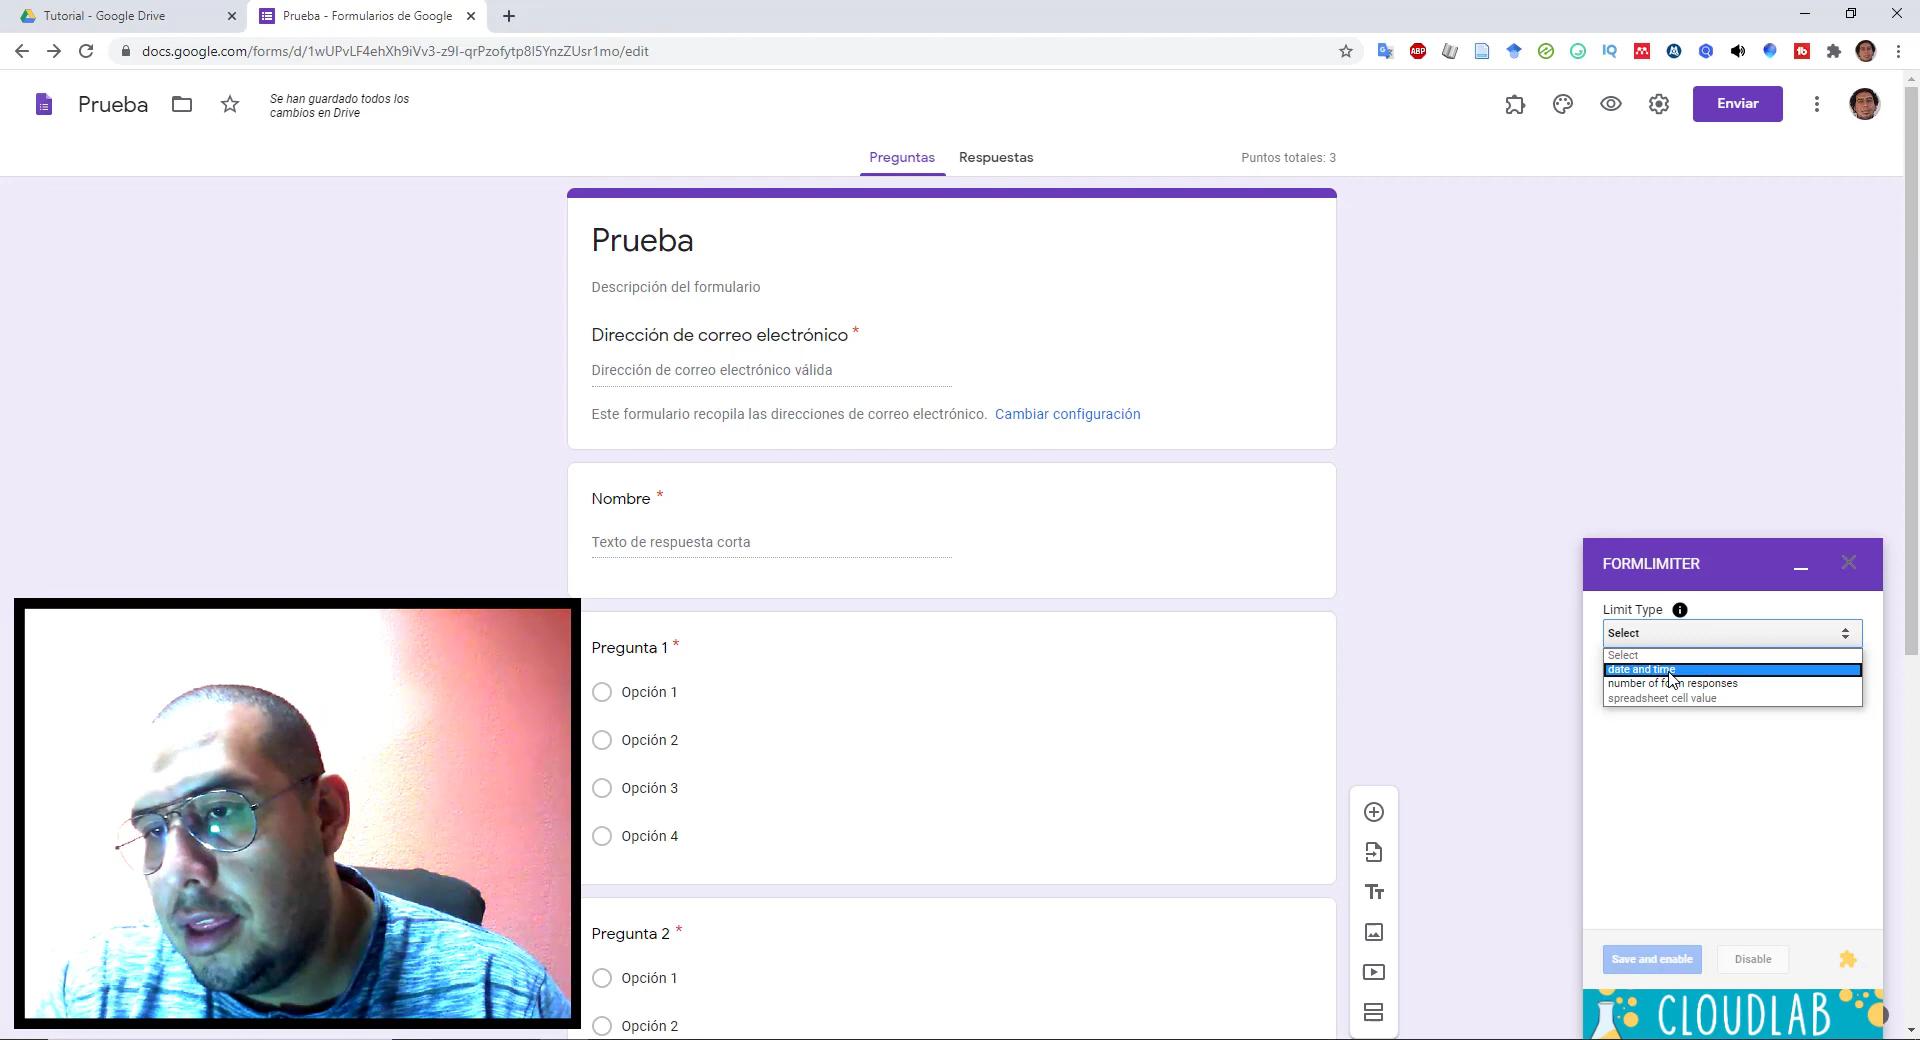 Tutorial - Google Drive
Prueba - Formularios de Google
docs.google.com/forms/d/1wUPvLF4ehXh9iVv3-z9I-qrPzofytp8I5YnzZUsr1mo/edit
Prueba
Se han guardado todos los
cambios en Drive
Enviar
Preguntas
Respuestas
Puntos totales: 3
Prueba
Descripción del formulario
Dirección de correo electrónico *
Dirección de correo electrónico válida
Este formulario recopila las direcciones de correo electrónico. Cambiar configuración
Nombre *
Texto de respuesta corta
Pregunta 1 *
Opción 1
Opción 2
Opción 3
Opción 4
Pregunta 2 *
Opción 1
Opción 2
FORMLIMITER
Limit Type
Select
Select
date and time
number of form responses
spreadsheet cell value
Save and enable
Disable
CLOUDLAB